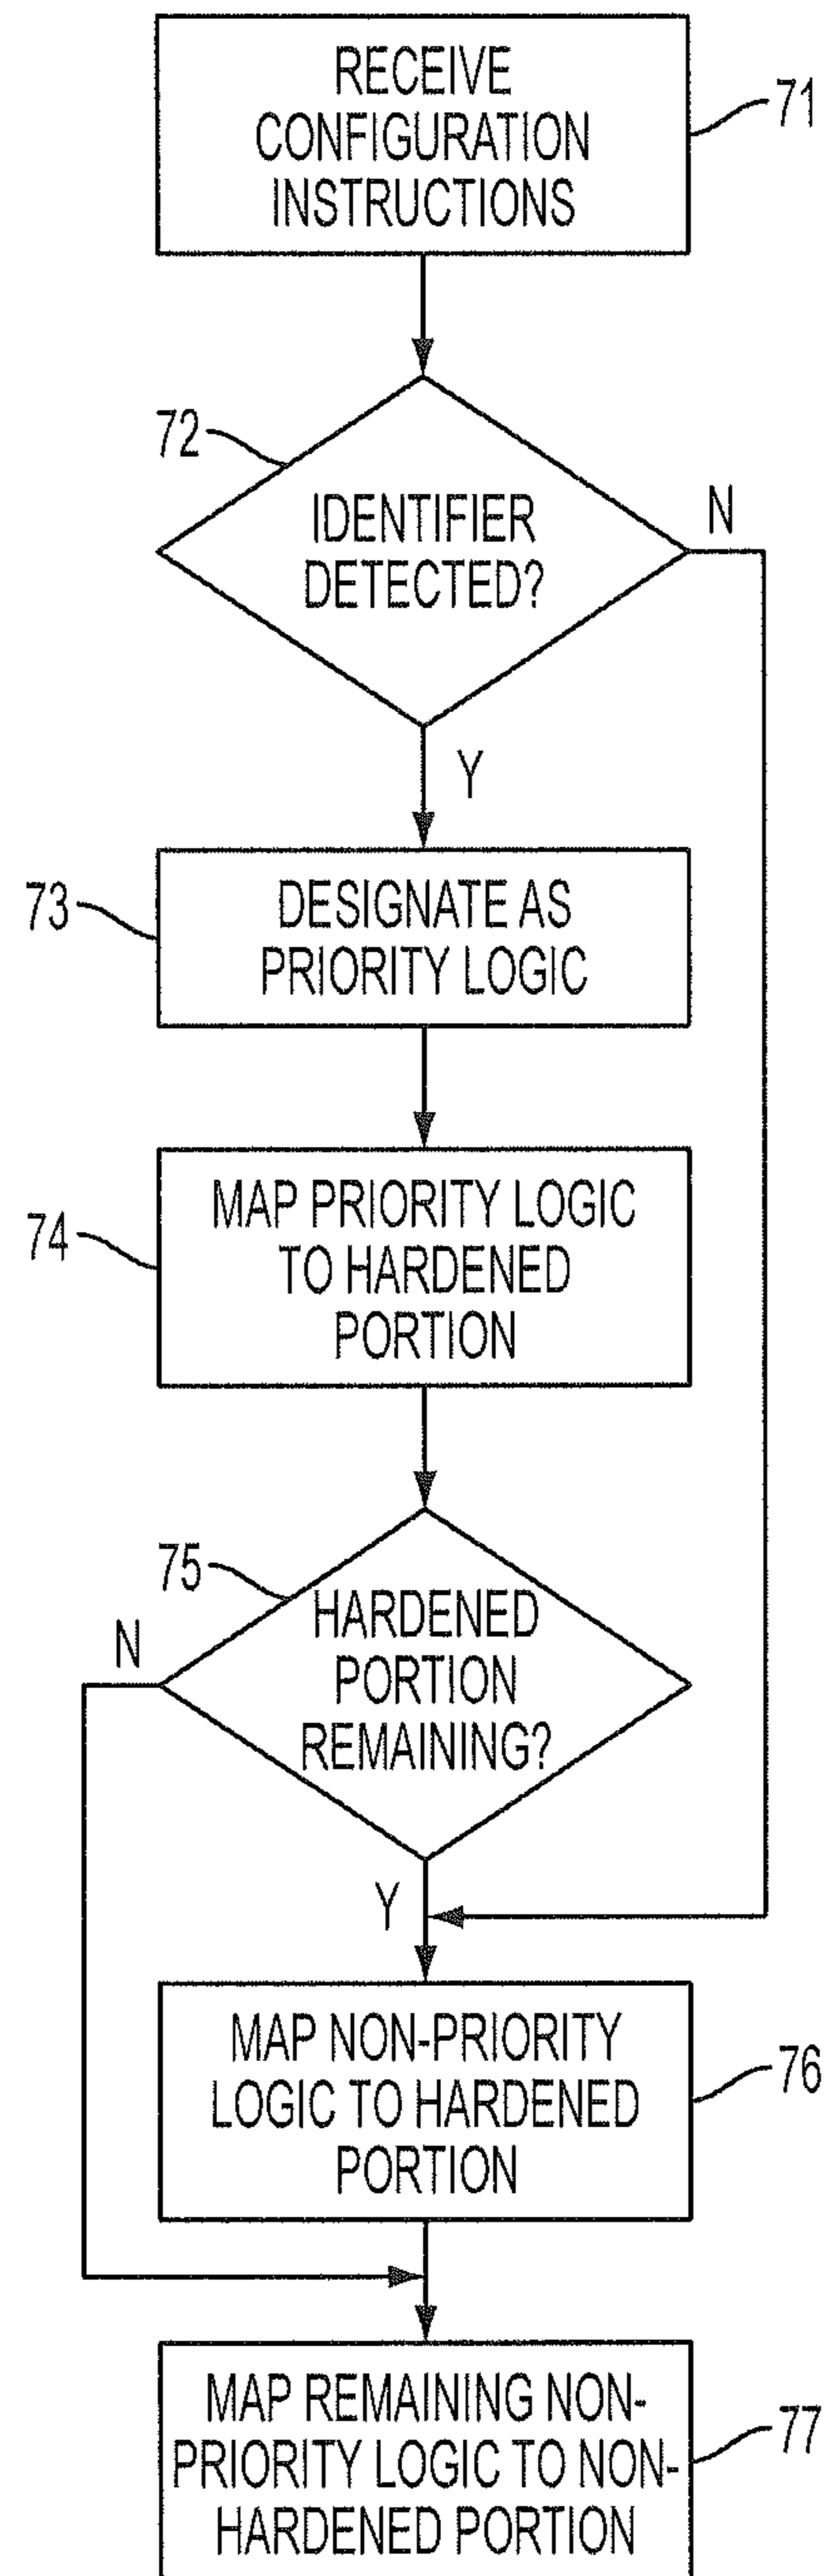 RECEIVE
CONFIGURATION
INSTRUCTIONS
71
72
IDENTIFIER
DETECTED?
N
Y
73
DESIGNATE AS
PRIORITY LOGIC
74
MAP PRIORITY LOGIC
TO HARDENED
PORTION
75
HARDENED
PORTION
REMAINING?
N
Y
MAP NON-PRIORITY
LOGIC TO HARDENED
PORTION
76
MAP REMAINING NON-
PRIORITY LOGIC TO NON-
HARDENED PORTION
77